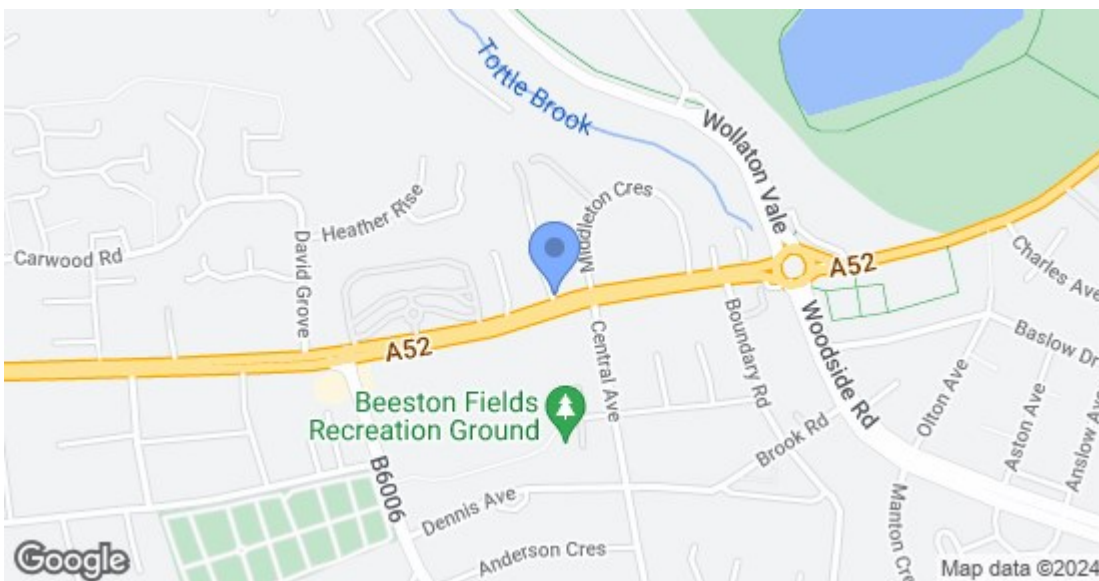 Tottle Brook
Wollaton Vale
Middleton Cres
Heather Rise
David Grove
Carwood Rd
A52
Charles Ave
A52
Central Ave
Boundary Rd
Woodside Rd
Baslow Dr
Olton Ave
Aston Ave
Anslow Ave
Beeston Fields
Recreation Ground
Brook Rd
B6006
Dennis Ave
Manton Cre
Anderson Cres
Google
Map data ©2024